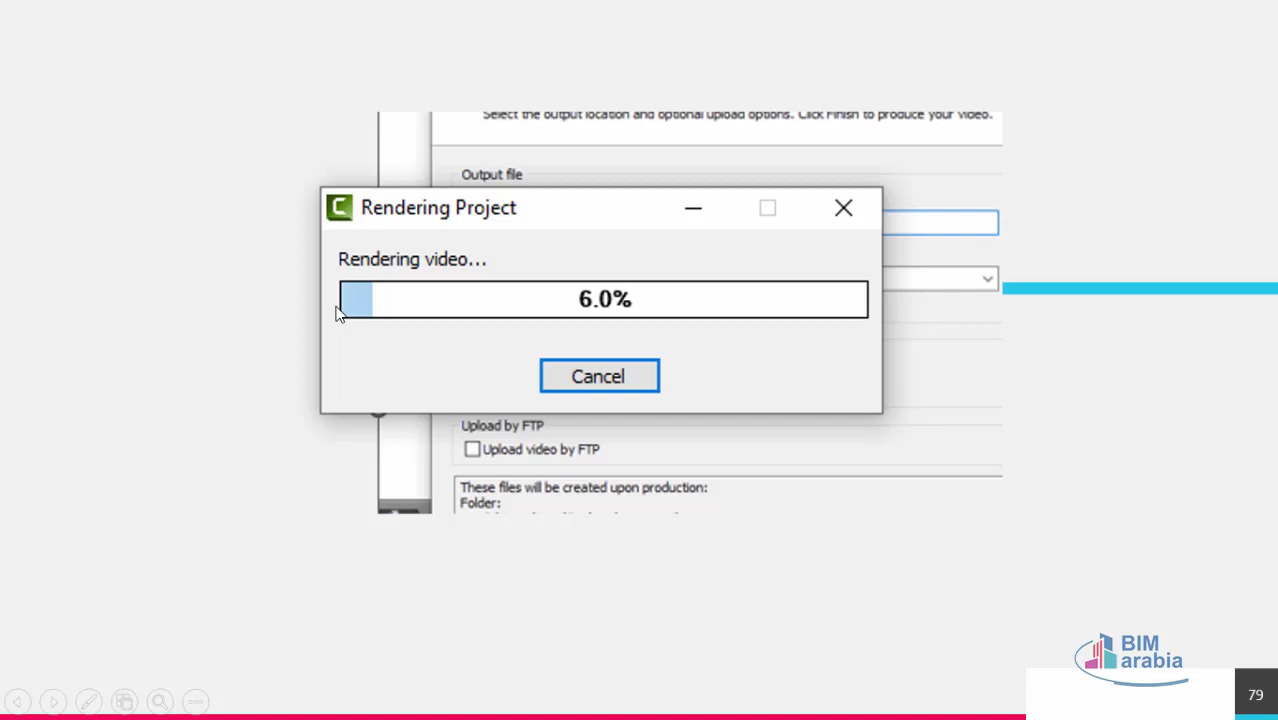 Select the output location and optional upload options. Click Finish to produce your video.
Output file
Rendering Project
Rendering video...
6.0%
Cancel
Upload by FTP
Upload video by FTP
These files will be created upon production:
Folder:
BIM
arabia
79